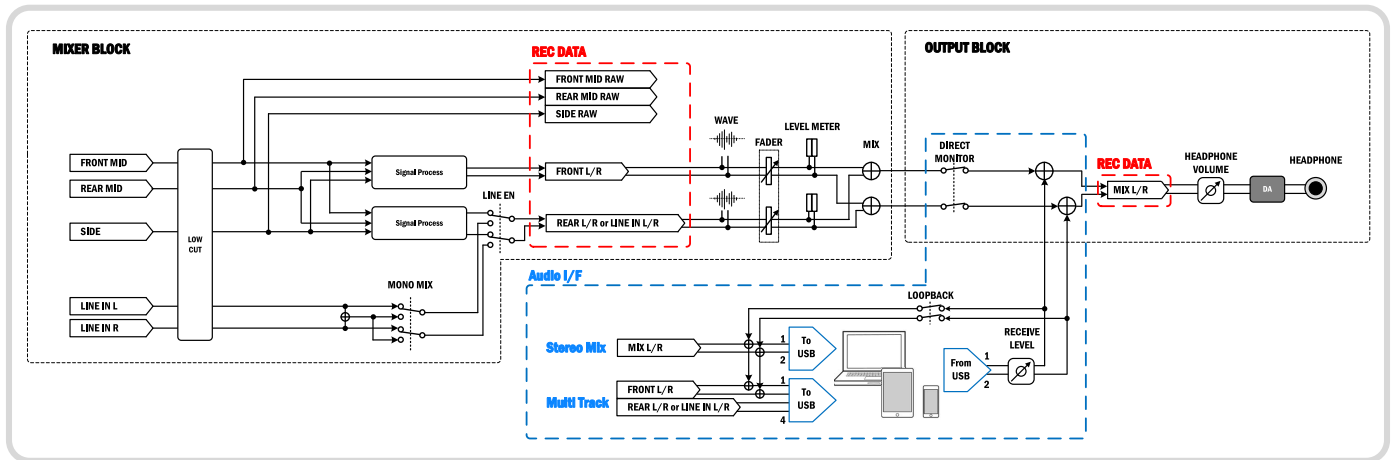 MIXER BLOCK
REC DATA
OUTPUT BLOCK
FRONT MID RAW
REAR MID RAW
SIDE RAW
WAVE
LEVEL METER
FADER
MIX
DIRECT
MONITOR
REC DATA
HEADPHONE
VOLUME
HEADPHONE
FRONT MID
REAR MID
SIDE
LOW
CUT
Signal Process
Signal Process
LINE EN
FRONT L/R
REAR L/R or LINE IN L/R
MIX L/R
DA
MONO MIX
LINE IN L
LINE IN R
Audio I/F
LOOPBACK
RECEIVE
LEVEL
Stereo Mix
MIX L/R
1
2
To
USB
From
USB
1
2
Multi Track
FRONT L/R
REAR L/R or LINE IN L/R
1
4
To
USB